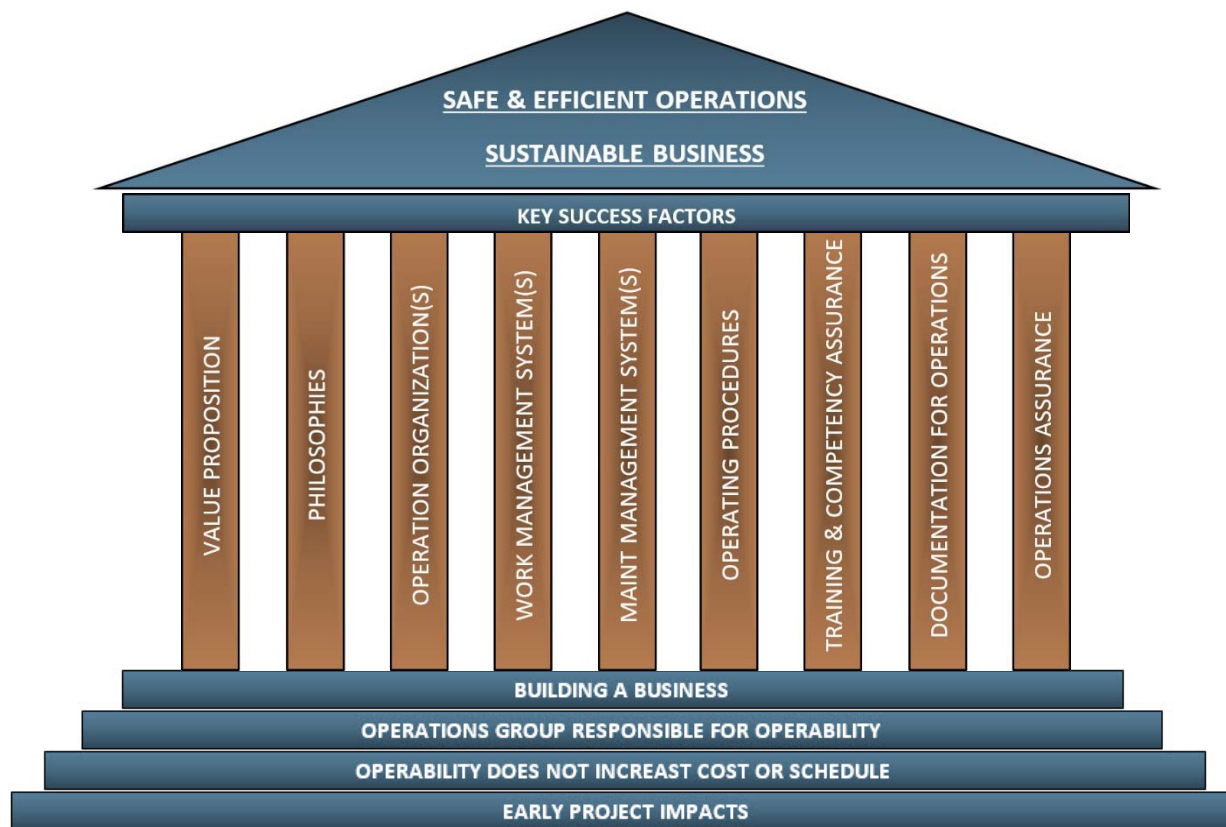 SAFE & EFFICIENT OPERATIONS
SUSTAINABLE BUSINESS
KEY SUCCESS FACTORS
VALUE PROPOSITION
PHILOSOPHIES
OPERATION ORGANIZATION(S)
WORK MANAGEMENT SYSTEM(S)
MAINT MANAGEMENT SYSTEM(S)
OPERATING PROCEDURES
TRAINING & COMPETENCY ASSURANCE
DOCUMENTATION FOR OPERATIONS
OPERATIONS ASSURANCE
BUILDING A BUSINESS
OPERATIONS GROUP RESPONSIBLE FOR OPERABILITY
OPERABILITY DOES NOT INCREAST COST OR SCHEDULE
EARLY PROJECT IMPACTS